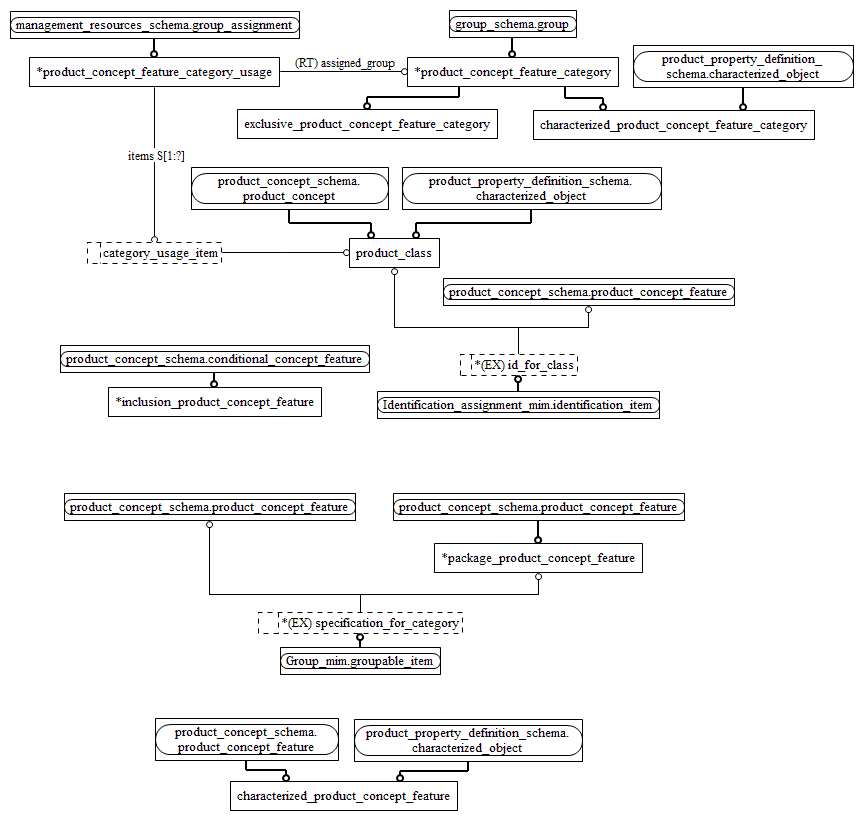 management_resources_schema.group_assignment
group_schema.group
product_property_definition_
schema.characterized_object
*product_concept_feature_category_usage
(RT) assigned_group
*product_concept_feature_category
exclusive_product_concept_feature_category
characterized_product_concept_feature_category
items S[1:?]
product_concept_schema.
product_concept
product_property_definition_schema.
characterized_object
category_usage_item
product_class
product_concept_schema.product_concept_feature
product_concept_schema.conditional_concept_feature
*(EX) id_for_class
*inclusion_product_concept_feature
Identification_assignment_mim.identification_item
product_concept_schema.product_concept_feature
product_concept_schema.product_concept_feature
*package_product_concept_feature
*(EX) specification_for_category
Group_mim.groupable_item
product_concept_schema.
product_concept_feature
product_property_definition_schema.
characterized_object
characterized_product_concept_feature